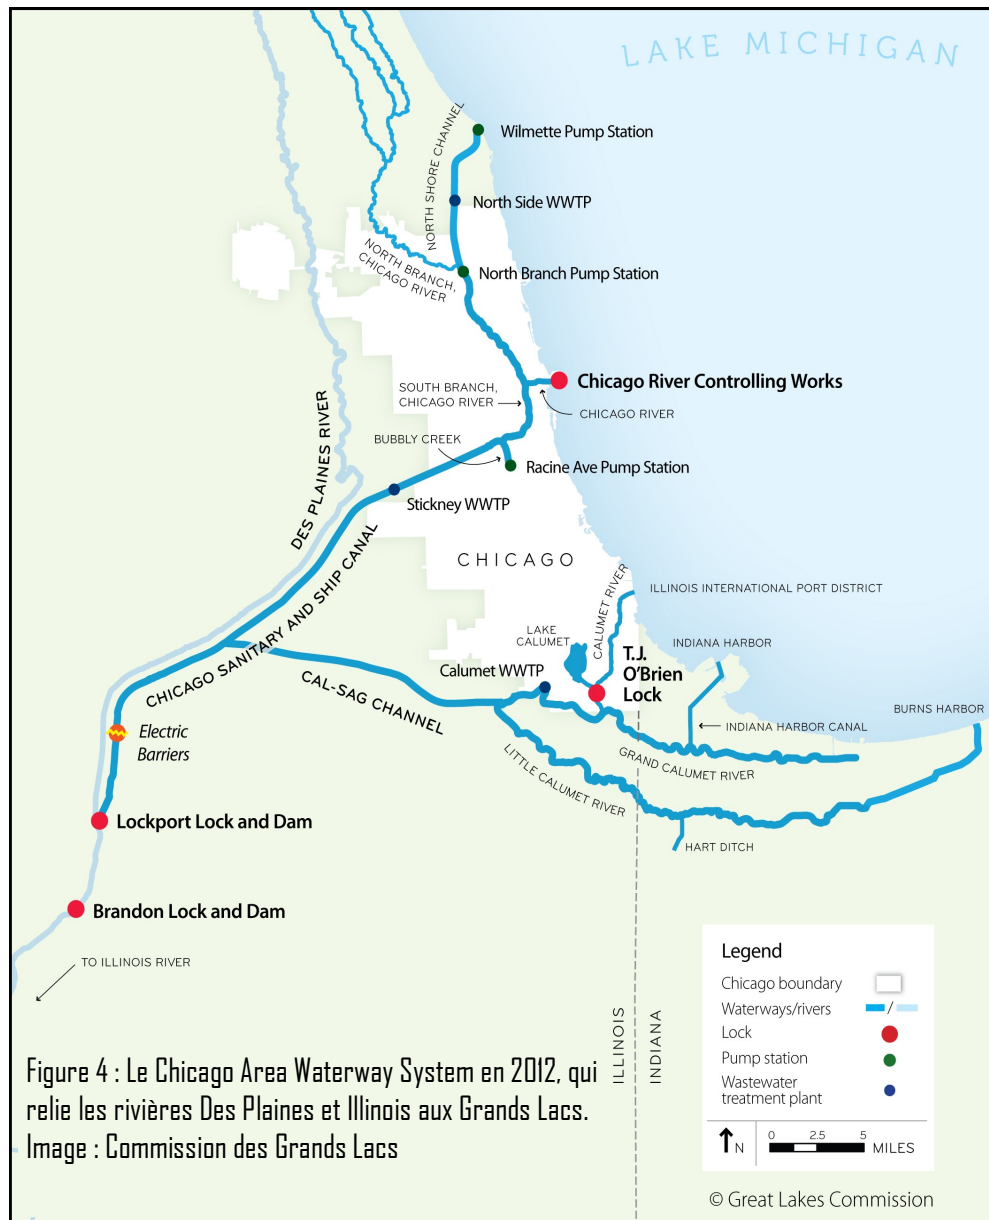 LAKE MICHIGAN
Wilmette Pump Station
NORTH SHORE CHANNEL
North Side WWTP
NORTH BRANCH,
CHICAGO RIVER
North Branch Pump Station
Chicago River Controlling Works
SOUTH BRANCH,
CHICAGO RIVER
CHICAGO RIVER
BUBBLY CREEK
Racine Ave Pump Station
DES PLAINES RIVER
Stickney WWTP
CHICAGO
CHICAGO SANITARY AND SHIP CANAL
CALUMET RIVER
ILLINOIS INTERNATIONAL PORT DISTRICT
LAKE
CALUMET
INDIANA HARBOR
T.J.
O'Brien
Lock
Calumet WWTP
CAL-SAG CHANNEL
BURNS HARBOR
INDIANA HARBOR CANAL
Electric
Barriers
GRAND CALUMET RIVER
LITTLE CALUMET RIVER
Lockport Lock and Dam
HART DITCH
Brandon Lock and Dam
TO ILLINOIS RIVER
ILLINOIS
INDIANA
Legend
Chicago boundary
Waterways/rivers /
Lock
Pump station
Wastewater
treatment plant
N
0 2.5 5 MILES
Figure 4 : Le Chicago Area Waterway System en 2012, qui
relie les rivières Des Plaines et Illinois aux Grands Lacs.
Image : Commission des Grands Lacs
© Great Lakes Commission